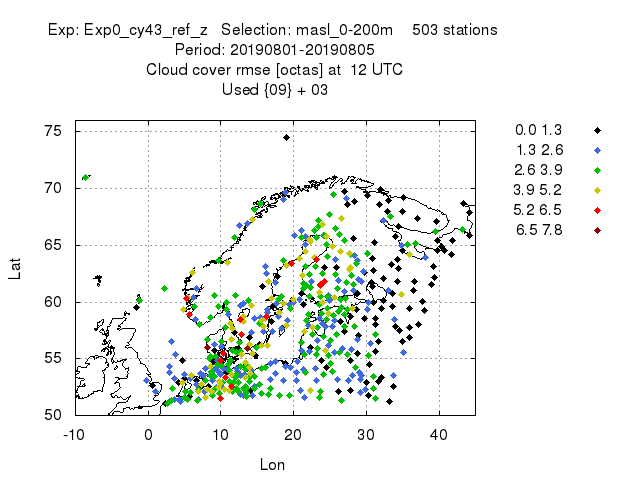 Exp: Exp0_cy43_ref_z   Selection: masl_0-200m    503 stations
Period: 20190801-20190805
Cloud cover rmse [octas] at  12 UTC
Used {09} + 03
0.0 1.3
1.3 2.6
2.6 3.9
3.9 5.2
5.2 6.5
6.5 7.8
75
70
65
60
55
50
Lat
-10 0 10 20 30 40
Lon